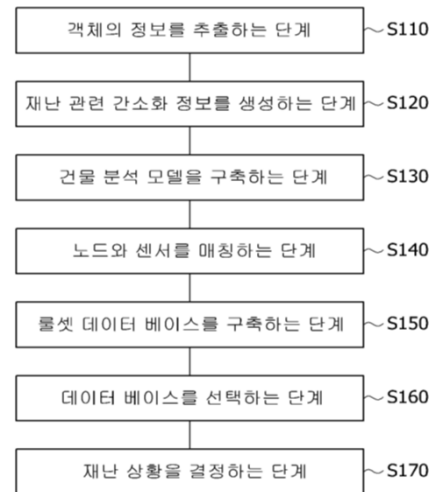 객체의 정보를 추출하는 단계 S110
재난 관련 간소화 정보를 생성하는 단계 S120
건물 분석 모델을 구축하는 단계 S130
노드와 센서를 매칭하는 단계 S140
룰셋 데이터 베이스를 구축하는 단계 S150
데이터 베이스를 선택하는 단계 S160
재난 상황을 결정하는 단계 S170